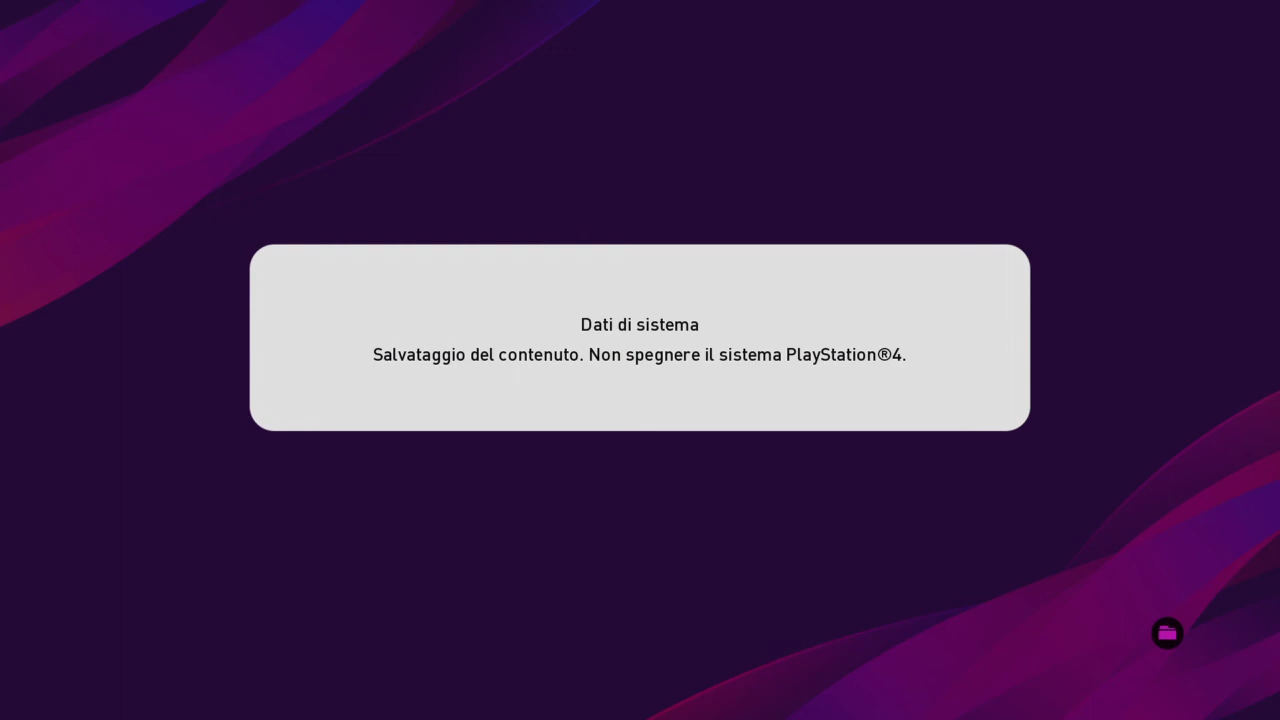 Dati di sistema
Salvataggio del contenuto. Non spegnere il sistema PlayStation®4.